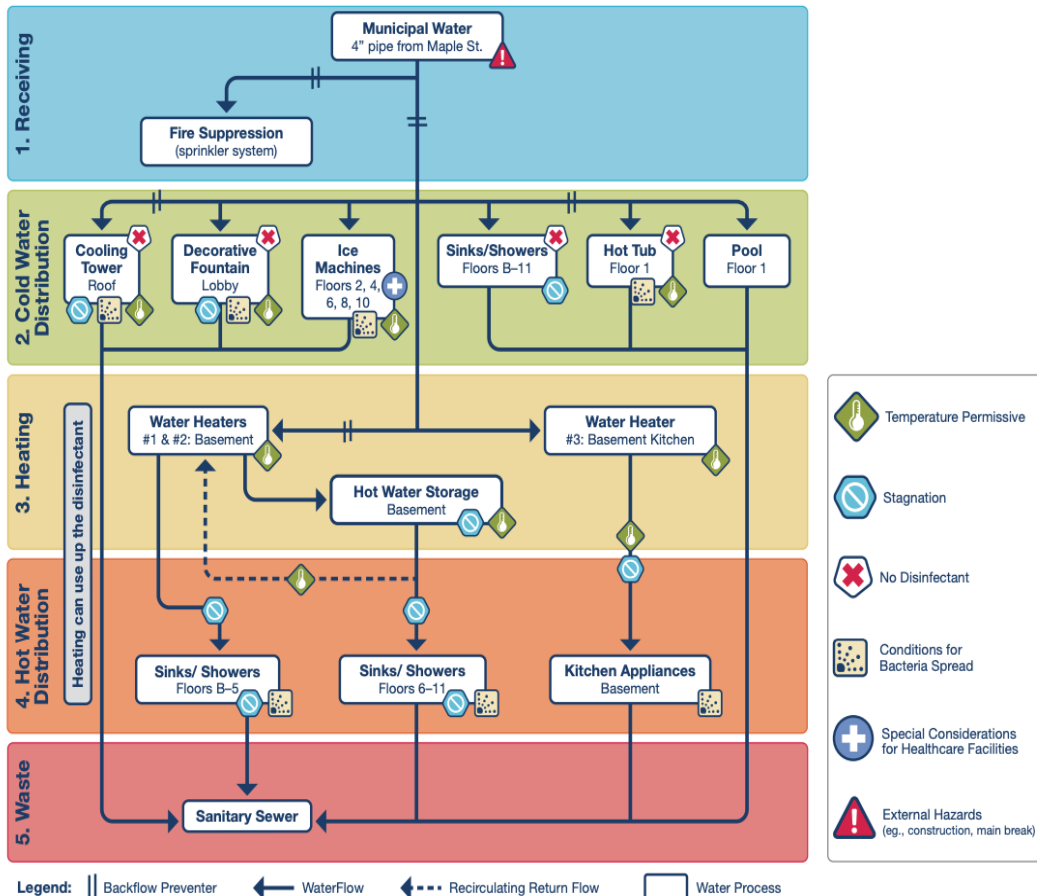 1. Receiving
Municipal Water
4” pipe from Maple St.
Fire Suppression
(sprinkler system)
2. Cold Water
Distribution
Cooling
Tower
Roof
Decorative
Fountain
Lobby
Ice
Machines
Floors 2, 4,
6, 8, 10
Sinks/Showers
Floors B–11
Hot Tub
Floor 1
Pool
Floor 1
3. Heating
Heating can use up the disinfectant
Water Heaters
#1 & #2: Basement
Water Heater
#3: Basement Kitchen
Hot Water Storage
Basement
4. Hot Water
Distribution
Sinks/ Showers
Floors B–5
Sinks/ Showers
Floors 6–11
Kitchen Appliances
Basement
5. Waste
Sanitary Sewer
Temperature Permissive
Stagnation
No Disinfectant
Conditions for
Bacteria Spread
Special Considerations
for Healthcare Facilities
External Hazards
(eg., construction, main break)
Legend: Backflow Preventer WaterFlow Recirculating Return Flow Water Process